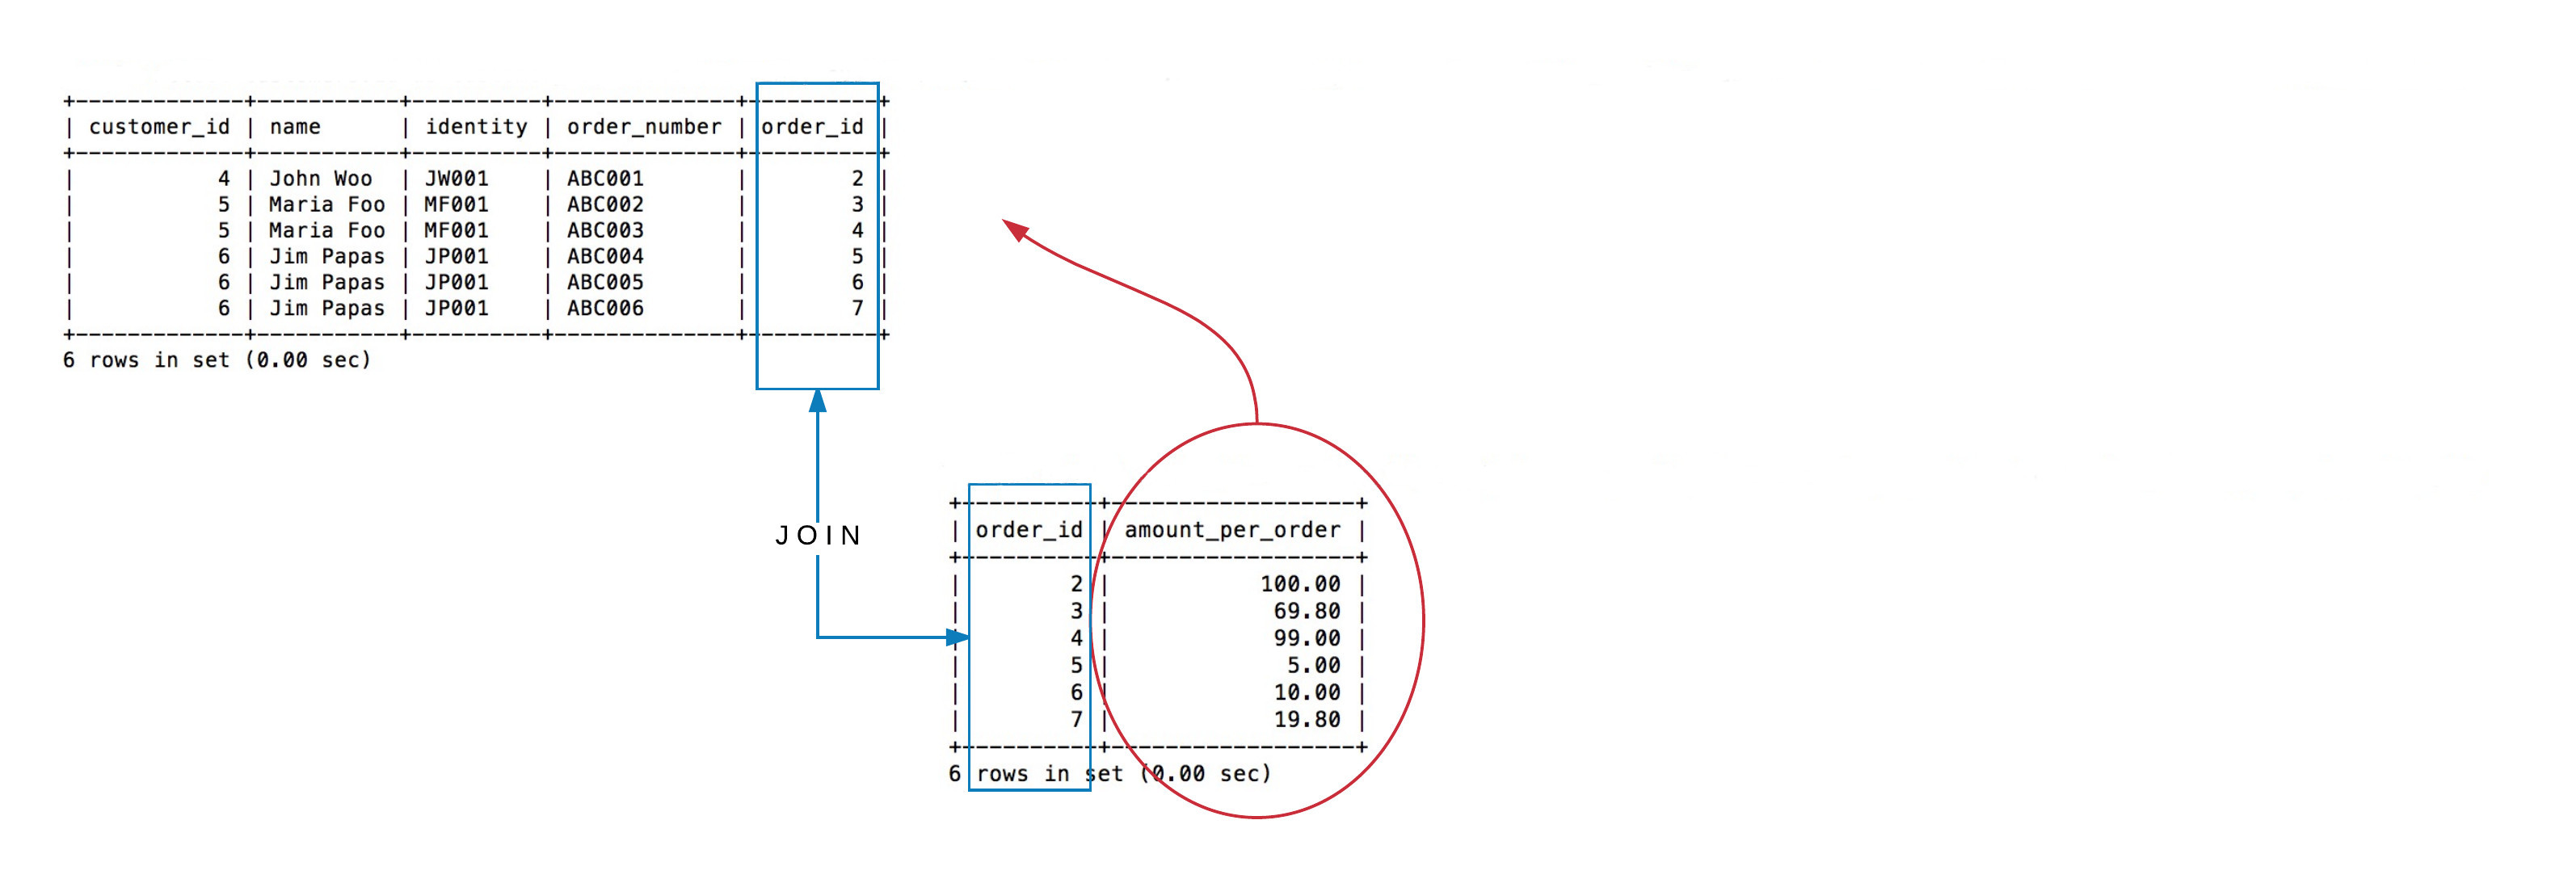 +-------------+-----------+----------+--------------+----------+
| customer_id | name      | identity | order_number | order_id |
+-------------+-----------+----------+--------------+----------+
|           4 | John Woo  | JW001    | ABC001       |        2 |
|           5 | Maria Foo | MF001    | ABC002       |        3 |
|           5 | Maria Foo | MF001    | ABC003       |        4 |
|           6 | Jim Papas | JP001    | ABC004       |        5 |
|           6 | Jim Papas | JP001    | ABC005       |        6 |
|           6 | Jim Papas | JP001    | ABC006       |        7 |
+-------------+-----------+----------+--------------+----------+
6 rows in set (0.00 sec)
JOIN
+----------+------------------+
| order_id | amount_per_order |
+----------+------------------+
|        2 |           100.00 |
|        3 |            69.80 |
|        4 |            99.00 |
|        5 |             5.00 |
|        6 |            10.00 |
|        7 |            19.80 |
+----------+------------------+
6 rows in set (0.00 sec)